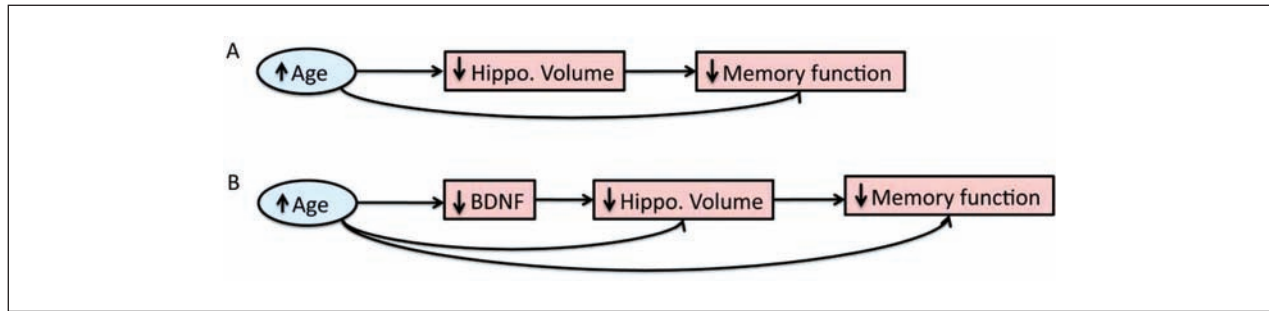 A
↑ Age
↓ Hippo. Volume
↓ Memory function
B
↑ Age
↓ BDNF
↓ Hippo. Volume
↓ Memory function